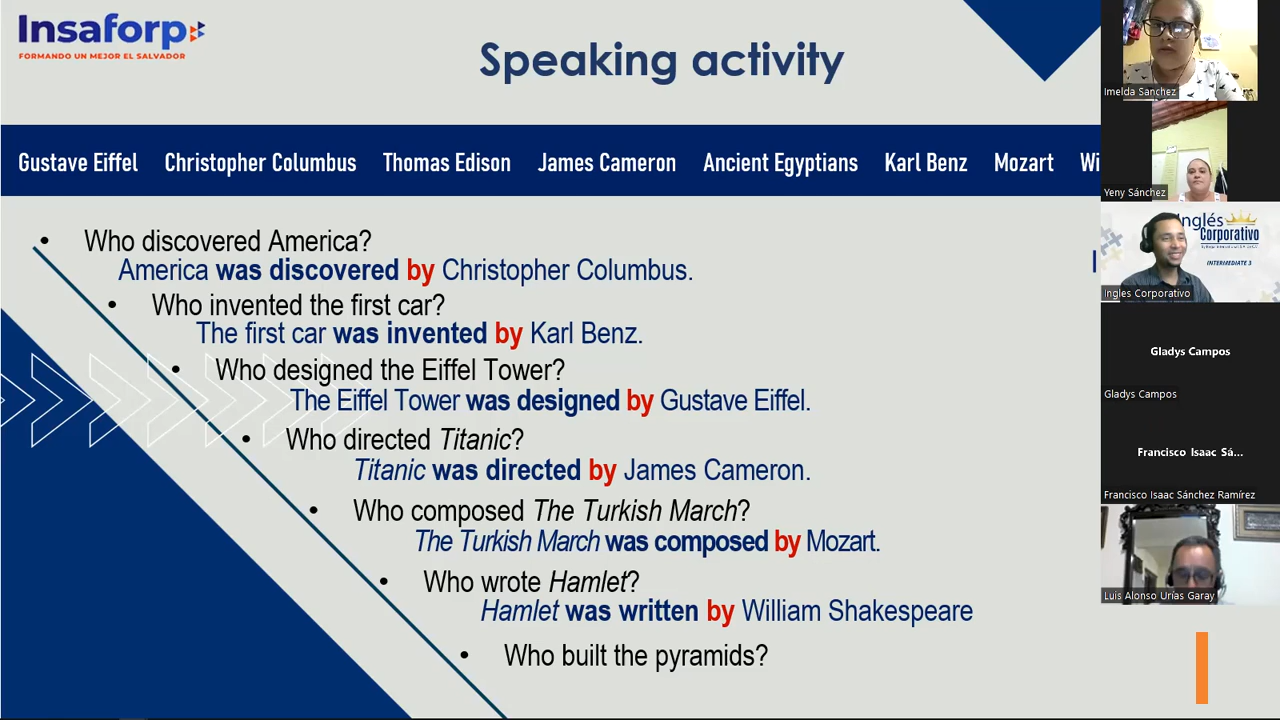 Insaforp
FORMANDO UN MEJOR EL SALVADOR
Speaking activity
Gustave Eiffel Christopher Columbus Thomas Edison James Cameron Ancient Egyptians Karl Benz Mozart Wi
• Who discovered America?
America was discovered by Christopher Columbus.
• Who invented the first car?
The first car was invented by Karl Benz.
• Who designed the Eiffel Tower?
The Eiffel Tower was designed by Gustave Eiffel.
• Who directed Titanic?
Titanic was directed by James Cameron.
• Who composed The Turkish March?
The Turkish March was composed by Mozart.
• Who wrote Hamlet?
Hamlet was written by William Shakespeare
• Who built the pyramids?
Imelda Sanchez
Yeny Sánchez
Inglés
Corporativo
INTERMEDIATE 3
Ingles Corporativo
Gladys Campos
Gladys Campos
Francisco Isaac Sá...
Francisco Isaac Sánchez Ramírez
Luis Alonso Urías Garay